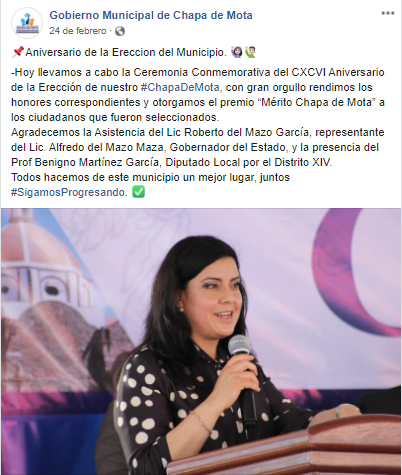 Gobierno Municipal de Chapa de Mota
24 de febrero ·
📌Aniversario de la Ereccion del Municipio. 🙋🏻‍♀️🙋🏻‍♂️
-Hoy llevamos a cabo la Ceremonia Conmemorativa del CXCVI Aniversario
de la Erección de nuestro #ChapaDeMota, con gran orgullo rendimos los
honores correspondientes y otorgamos el premio “Mérito Chapa de Mota” a
los ciudadanos que fueron seleccionados.
Agradecemos la Asistencia del Lic Roberto del Mazo García, representante
del Lic. Alfredo del Mazo Maza, Gobernador del Estado, y la presencia del
Prof Benigno Martínez García, Diputado Local por el Distrito XIV.
Todos hacemos de este municipio un mejor lugar, juntos
#SigamosProgresando. ✅